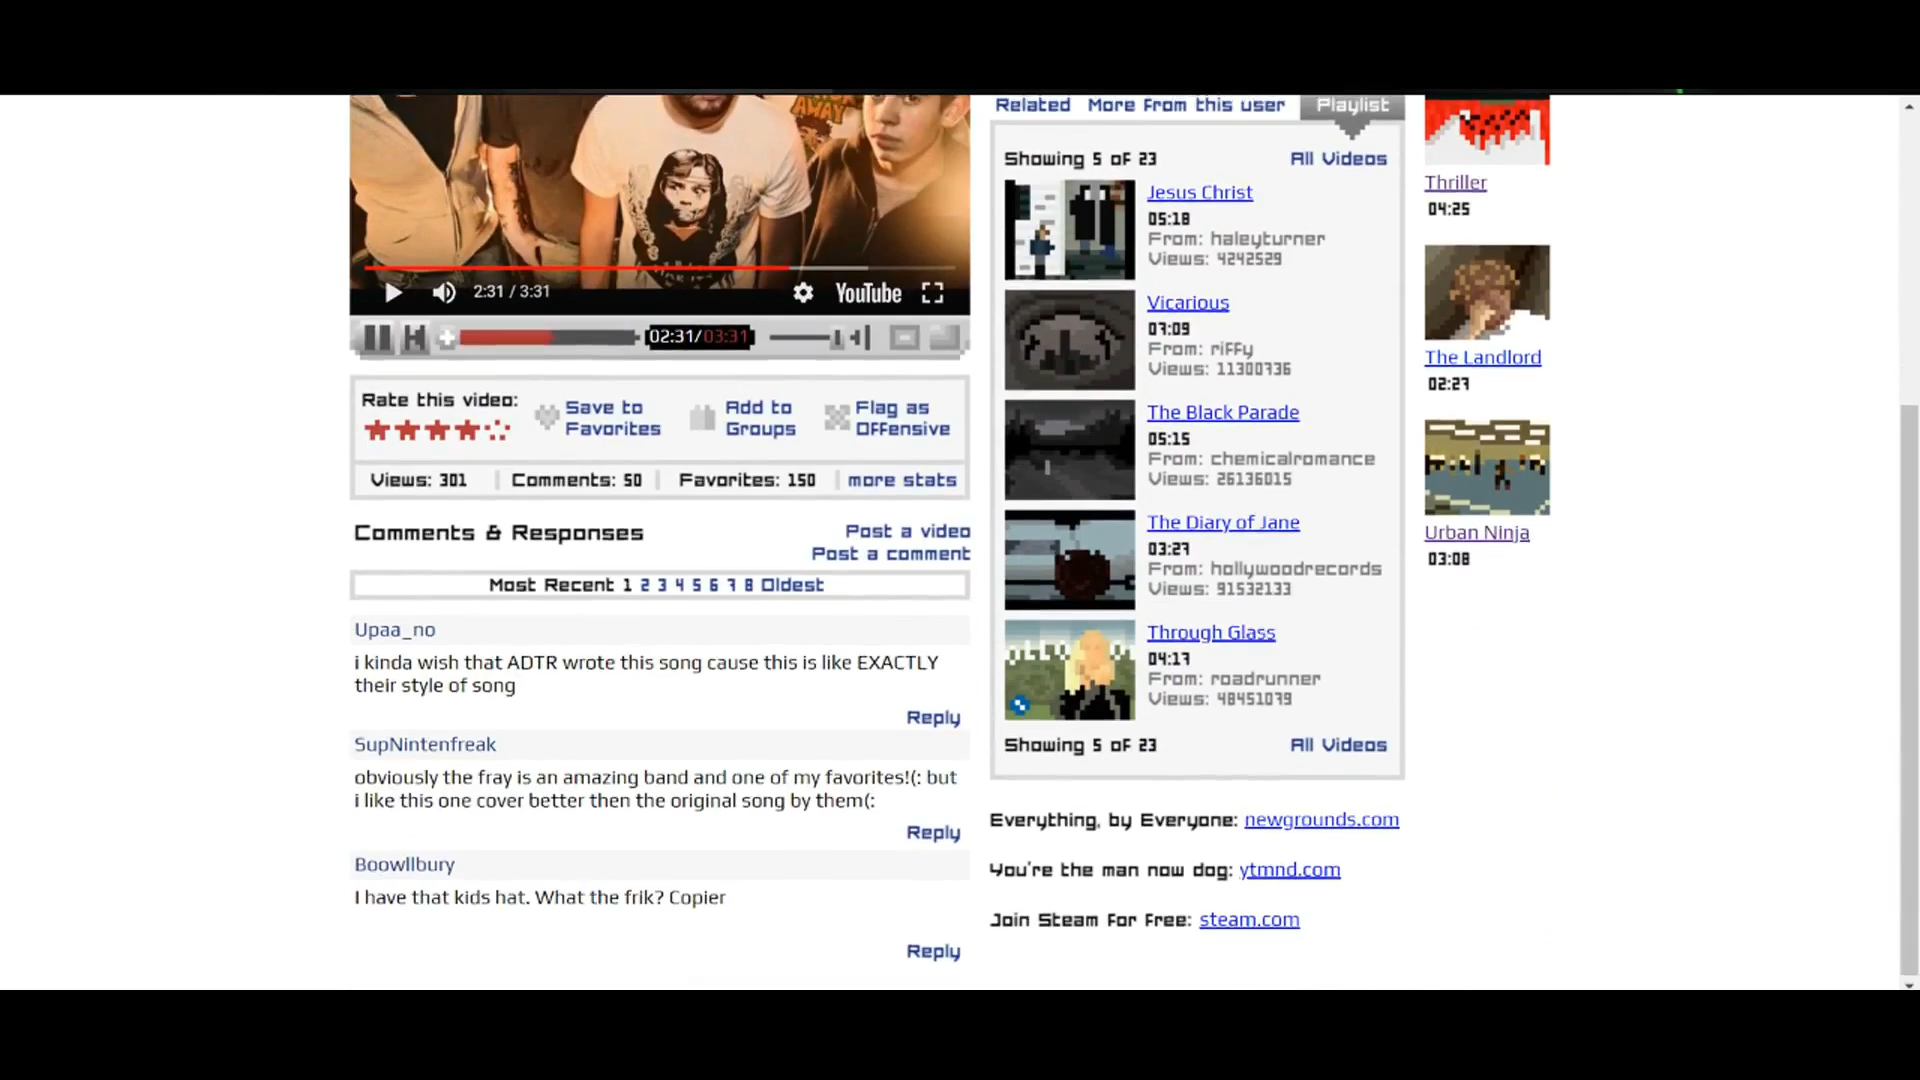 AWAY
2:31 / 3:31
YouTube
02:31/03:31
Rate this video:
Save to
Favorites
Add to
Groups
Flag as
Offensive
Views: 301
Comments: 50
Favorites: 150
more stats
Comments & Responses
Post a video
Post a comment
Most Recent 1 2 3 4 5 6 7 8 Oldest
Upaa_no
i kinda wish that ADTR wrote this song cause this is like EXACTLY
their style of song
Reply
SupNintenfreak
obviously the fray is an amazing band and one of my favorites!(: but
i like this one cover better then the original song by them(:
Reply
Boowllbury
I have that kids hat. What the frik? Copier
Reply
Related
More from this user
Playlist
Showing 5 of 23
All Videos
Jesus Christ
05:18
From: haleyturner
Views: 4242529
Vicarious
07:09
From: riffy
Views: 11300736
The Black Parade
05:15
From: chemicalromance
Views: 26136015
The Diary of Jane
03:27
From: hollywoodrecords
Views: 91532133
Through Glass
04:17
From: roadrunner
Views: 48451079
Showing 5 of 23
All Videos
Everything, by Everyone: newgrounds.com
You're the man now dog: ytmnd.com
Join Steam for free: steam.com
Thriller
04:25
The Landlord
02:27
Urban Ninja
03:08